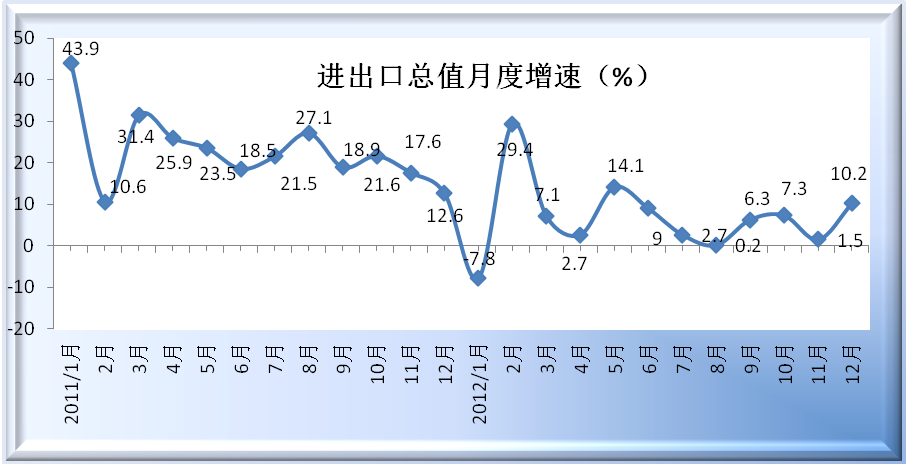 进出口总值月度增速（%）
50
40
30
20
10
0
-10
-20
43.9
10.6
31.4
25.9
23.5
18.5
21.5
27.1
18.9
21.6
17.6
12.6
-7.8
29.4
7.1
2.7
14.1
9
2.7
0.2
6.3
7.3
1.5
10.2
2011/1月
2月
3月
4月
5月
6月
7月
8月
9月
10月
11月
12月
2012/1月
2月
3月
4月
5月
6月
7月
8月
9月
10月
11月
12月